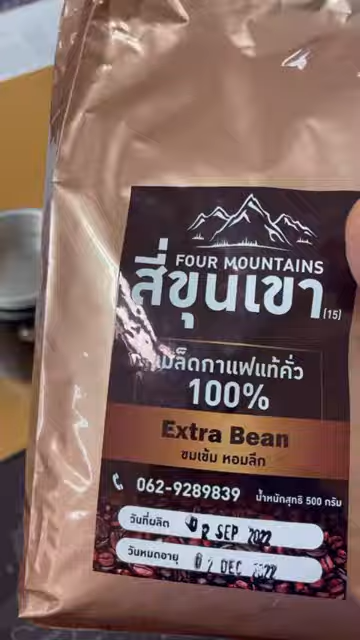 FOUR MOUNTAINS
สี่ขุนเขา (15)
เมล็ดกาแฟแท้คั่ว
100%
Extra Bean
ขมเข้ม หอมลึก
062-9289839 น้ำหนักสุทธิ 500 กรัม
วันที่ผลิต 02 SEP 2022
วันหมดอายุ DEC 2022